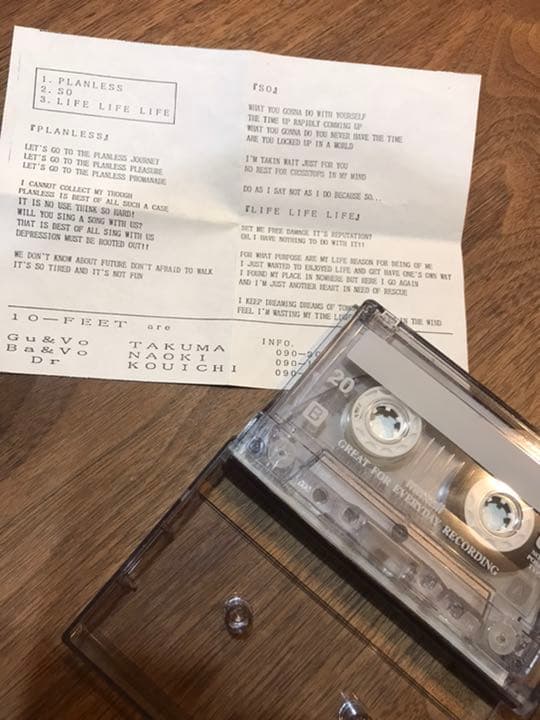 1. PLANLESS
2. SO
3. LIFE LIFE LIFE
『PLANLESS』
LET'S GO TO THE PLANLESS JOURNEY
LET'S GO TO THE PLANLESS PLEASURE
LET'S GO TO THE PLANLESS PROMANADE
I CANNOT COLLECT MY THOUGH
PLANLESS IS BEST OF ALL SUCH A CASE
IT IS NO USE THINK SO HARD!
WILL YOU SING A SONG WITH US?
THAT IS BEST OF ALL SING WITH US
DEPRESSION MUST BE ROOTED OUT!!
WE DON'T KNOW ABOUT FUTURE DON'T AFRAID TO WALK
IT'S SO TIRED AND IT'S NOT FUN
『SO』
WHAT YOU GONNA DO WITH YOURSELF
THE TIME UP RAPIDLY COMMING UP
WHAT YOU GONNA DO YOU NEVER HAVE THE TIME
ARE YOU LOCKED UP IN A WORLD
I'M TAKIN WAIT JUST FOR YOU
NO REST FOR CROSSTOPS IN MY MIND
DO AS I SAY NOT AS I DO BECAUSE SO...
『LIFE LIFE LIFE』
SET ME FREE DAMAGE IT'S REPUTATION?
OH, I HAVE NOTHING TO DO WITH IT!!
FOR WHAT PURPOSE ARE MY LIFE REASON FOR BEING OF ME
I JUST WANTED TO ENJOYED LIFE AND GET HAVE ONE'S OWN WAY
I FOUND MY PLACE IN NOWHERE BUT HERE I GO AGAIN
AND I'M JUST ANOTHER HEART IN NEED OF RESCUE
I KEEP DREAMING DREAMS OF
FEEL I'M WASTING MY TIME IN THE WIND
10-FEET are
Gu&Vo TAKUMA
Ba&Vo NAOKI
Dr KOUICHI
INFO.
090-
090-
090-
20
B
GREAT FOR EVERYDAY RECORDING
A